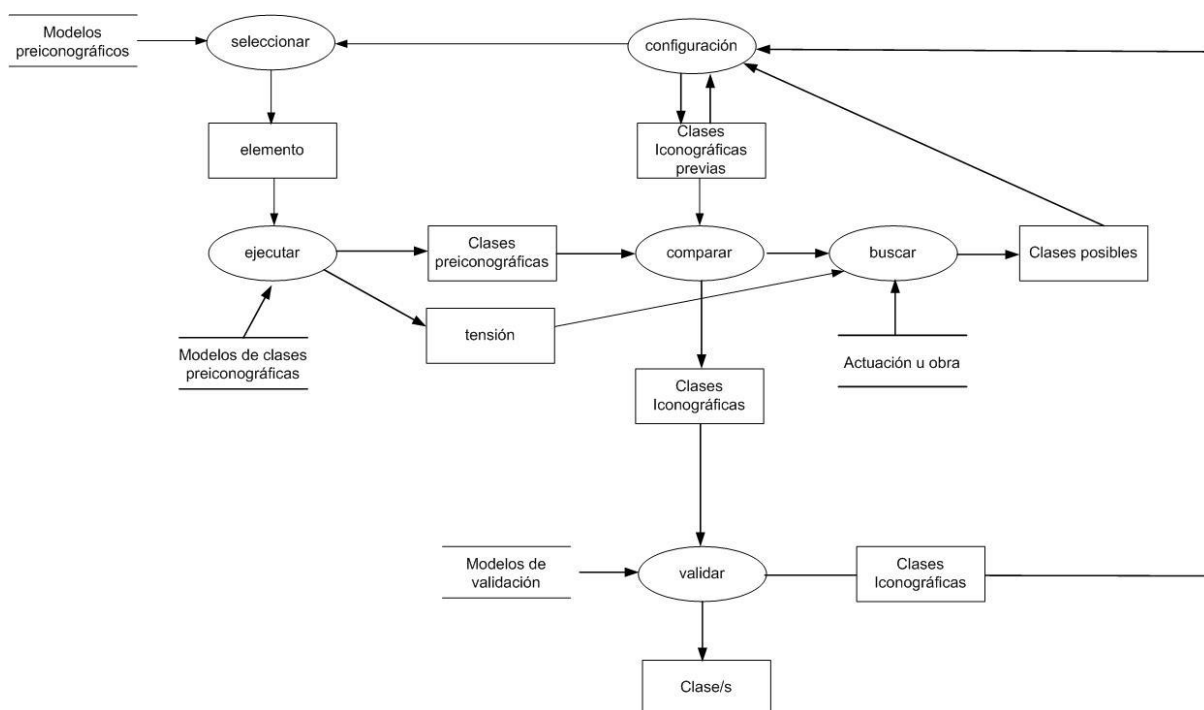 Modelos
preiconográficos
seleccionar
configuración
elemento
Clases
Iconográficas
previas
ejecutar
Clases
preiconográficas
comparar
buscar
Clases posibles
tensión
Modelos de clases
preiconográficas
Actuación u obra
Clases
Iconográficas
Modelos de
validación
validar
Clases
Iconográficas
Clase/s